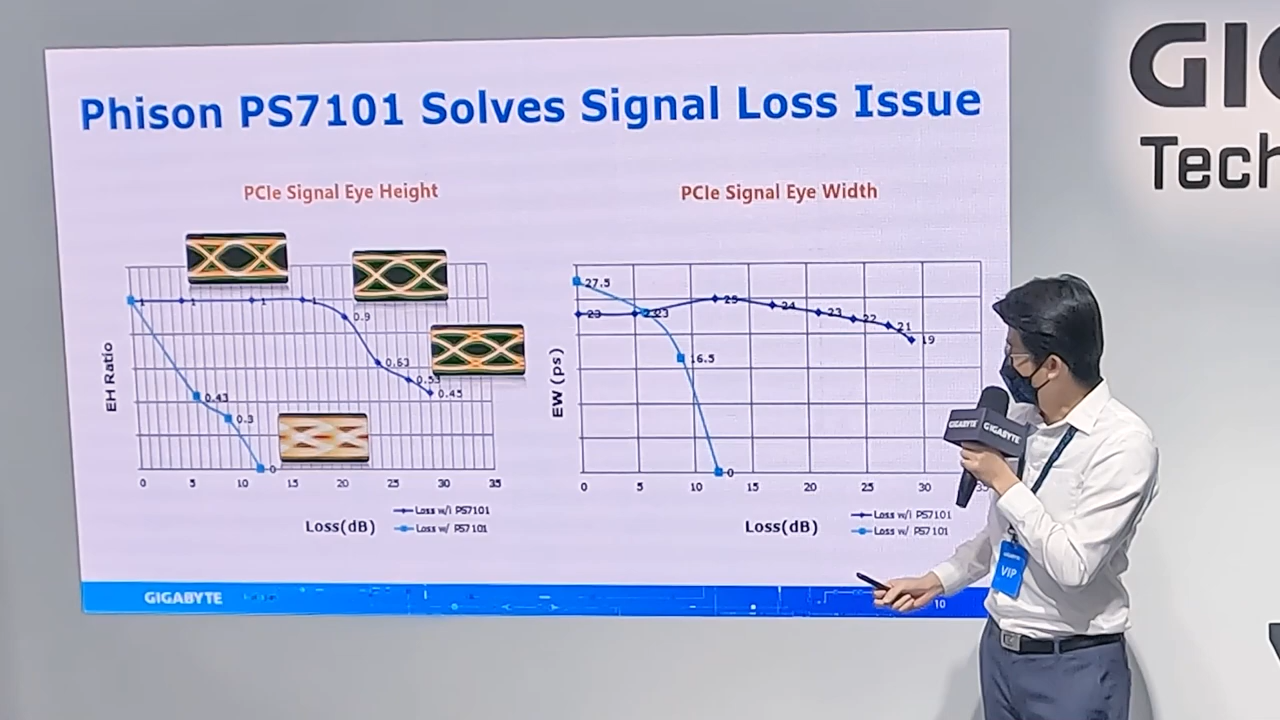 GI
Tech
Phison PS7101 Solves Signal Loss Issue
PCIe Signal Eye Height
1
1
1
1
0.9
0.63
0.53
0.45
0.43
0.3
0
EH Ratio
0 5 10 15 20 25 30 35
Loss(dB)
Loss w/i PS7101
Loss w/ PS7101
PCIe Signal Eye Width
27.5
23
23
23
25
24
23
22
21
19
16.5
0
EW (ps)
0 5 10 15 20 25 30
Loss(dB)
Loss w/i PS7101
Loss w/ PS7101
GIGABYTE
10
GIGABYTE
GIGABYTE
VIP